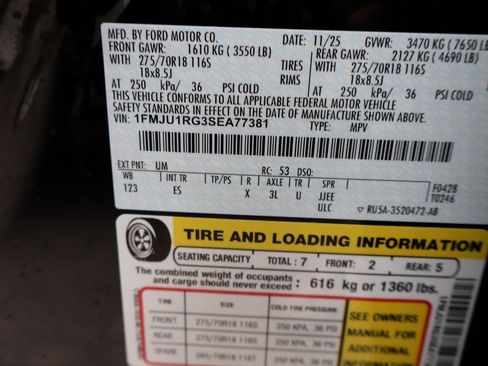 MFD. BY FORD MOTOR CO. 11/25 GVWR: 3470 KG (7650 LB)
FRONT GAWR: 1610 KG (3550 LB) REAR GAWR: 2127 KG (4690 LB)
WITH 275/70R18 116S TIRES WITH 275/70R18 116S
18x8.5J RIMS 18x8.5J
AT 250 kPa/ 36 PSI COLD AT 250 kPa/ 36 PSI COLD
THIS VEHICLE CONFORMS TO ALL APPLICABLE FEDERAL MOTOR VEHICLE
SAFETY STANDARDS IN EFFECT ON THE DATE OF MANUFACTURE SHOWN ABOVE.
VIN: 1FMJU1RG3SEA77381 TYPE: MPV
EXT PNT: UM RC: 53 DSO:
WB INT TR TP/PS R AXLE TR SPR F0428
123 ES X 3L U JJEE T0246
ULC RU5A-3520472-AB
TIRE AND LOADING INFORMATION
SEATING CAPACITY TOTAL: 7 FRONT: 2 REAR: 5
The combined weight of occupants and cargo should never exceed: 616 kg or 1360 lbs.
TIRE SIZE COLD TIRE PRESSURE
FRONT 275/70R18 116S 250 KPA, 36 PSI
REAR 275/70R18 116S 250 KPA, 36 PSI
SPARE
SEE OWNERS
MANUAL FOR
ADDITIONAL
INFORMATION